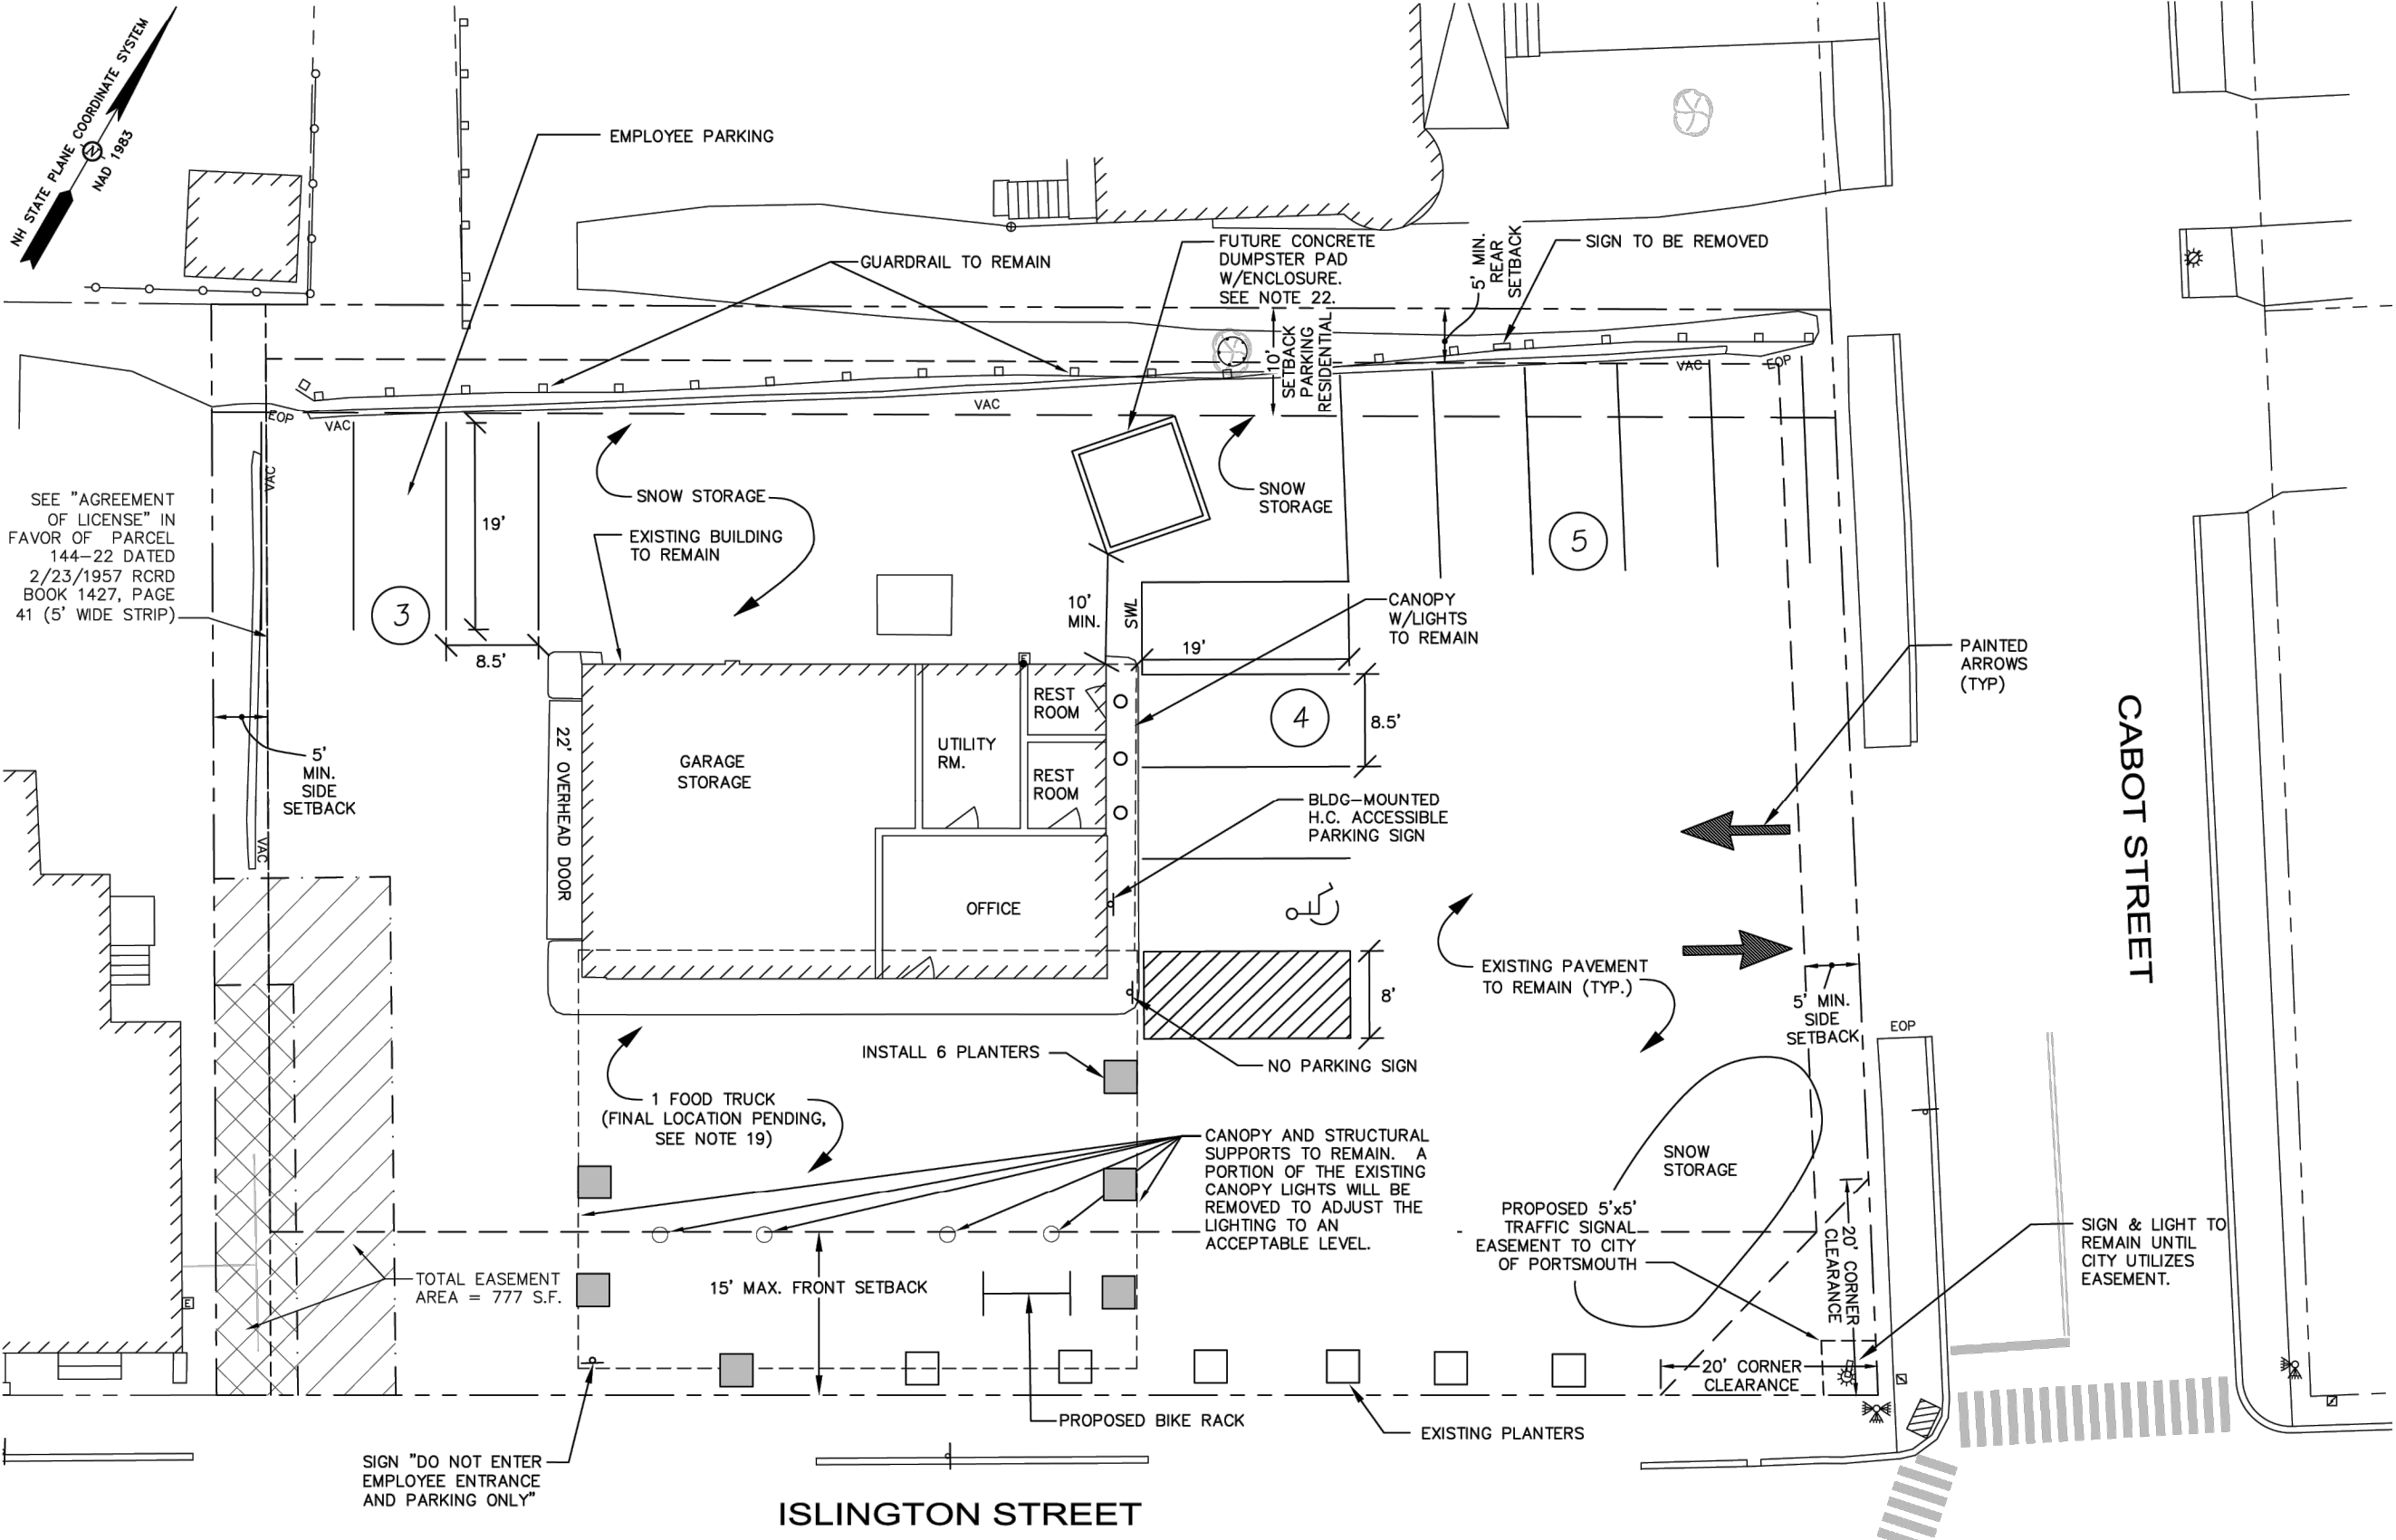 NH STATE PLANE COORDINATE SYSTEM
N
NAD 1983
EMPLOYEE PARKING
GUARDRAIL TO REMAIN
FUTURE CONCRETE
DUMPSTER PAD
W/ENCLOSURE.
SEE NOTE 22.
5' MIN.
REAR
SETBACK
SIGN TO BE REMOVED
10'
SETBACK
PARKING
RESIDENTIAL
EOP
VAC
VAC
VAC
EOP
VAC
SEE "AGREEMENT
OF LICENSE" IN
FAVOR OF PARCEL
144-22 DATED
2/23/1957 RCRD
BOOK 1427, PAGE
41 (5' WIDE STRIP)
19'
3
8.5'
SNOW STORAGE
EXISTING BUILDING
TO REMAIN
SNOW
STORAGE
5
10'
MIN.
SWL
CANOPY
W/LIGHTS
TO REMAIN
19'
PAINTED
ARROWS
(TYP)
CABOT STREET
5'
MIN.
SIDE
SETBACK
VAC
22' OVERHEAD DOOR
GARAGE
STORAGE
UTILITY
RM.
E
REST
ROOM
REST
ROOM
OFFICE
4
8.5'
BLDG-MOUNTED
H.C. ACCESSIBLE
PARKING SIGN
EXISTING PAVEMENT
TO REMAIN (TYP.)
8'
5' MIN.
SIDE
SETBACK
EOP
INSTALL 6 PLANTERS
NO PARKING SIGN
1 FOOD TRUCK
(FINAL LOCATION PENDING,
SEE NOTE 19)
CANOPY AND STRUCTURAL
SUPPORTS TO REMAIN. A
PORTION OF THE EXISTING
CANOPY LIGHTS WILL BE
REMOVED TO ADJUST THE
LIGHTING TO AN
ACCEPTABLE LEVEL.
SNOW
STORAGE
PROPOSED 5'x5'
TRAFFIC SIGNAL
EASEMENT TO CITY
OF PORTSMOUTH
20' CORNER
CLEARANCE
SIGN & LIGHT TO
REMAIN UNTIL
CITY UTILIZES
EASEMENT.
E
TOTAL EASEMENT
AREA = 777 S.F.
15' MAX. FRONT SETBACK
20' CORNER
CLEARANCE
PROPOSED BIKE RACK
EXISTING PLANTERS
SIGN "DO NOT ENTER
EMPLOYEE ENTRANCE
AND PARKING ONLY"
ISLINGTON STREET